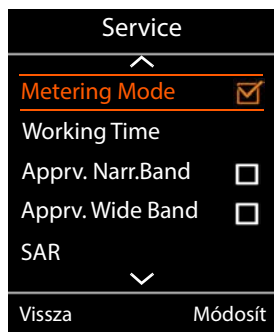 Service
Metering Mode
Working Time
Apprv. Narr.Band
Apprv. Wide Band
SAR
Vissza Módosít